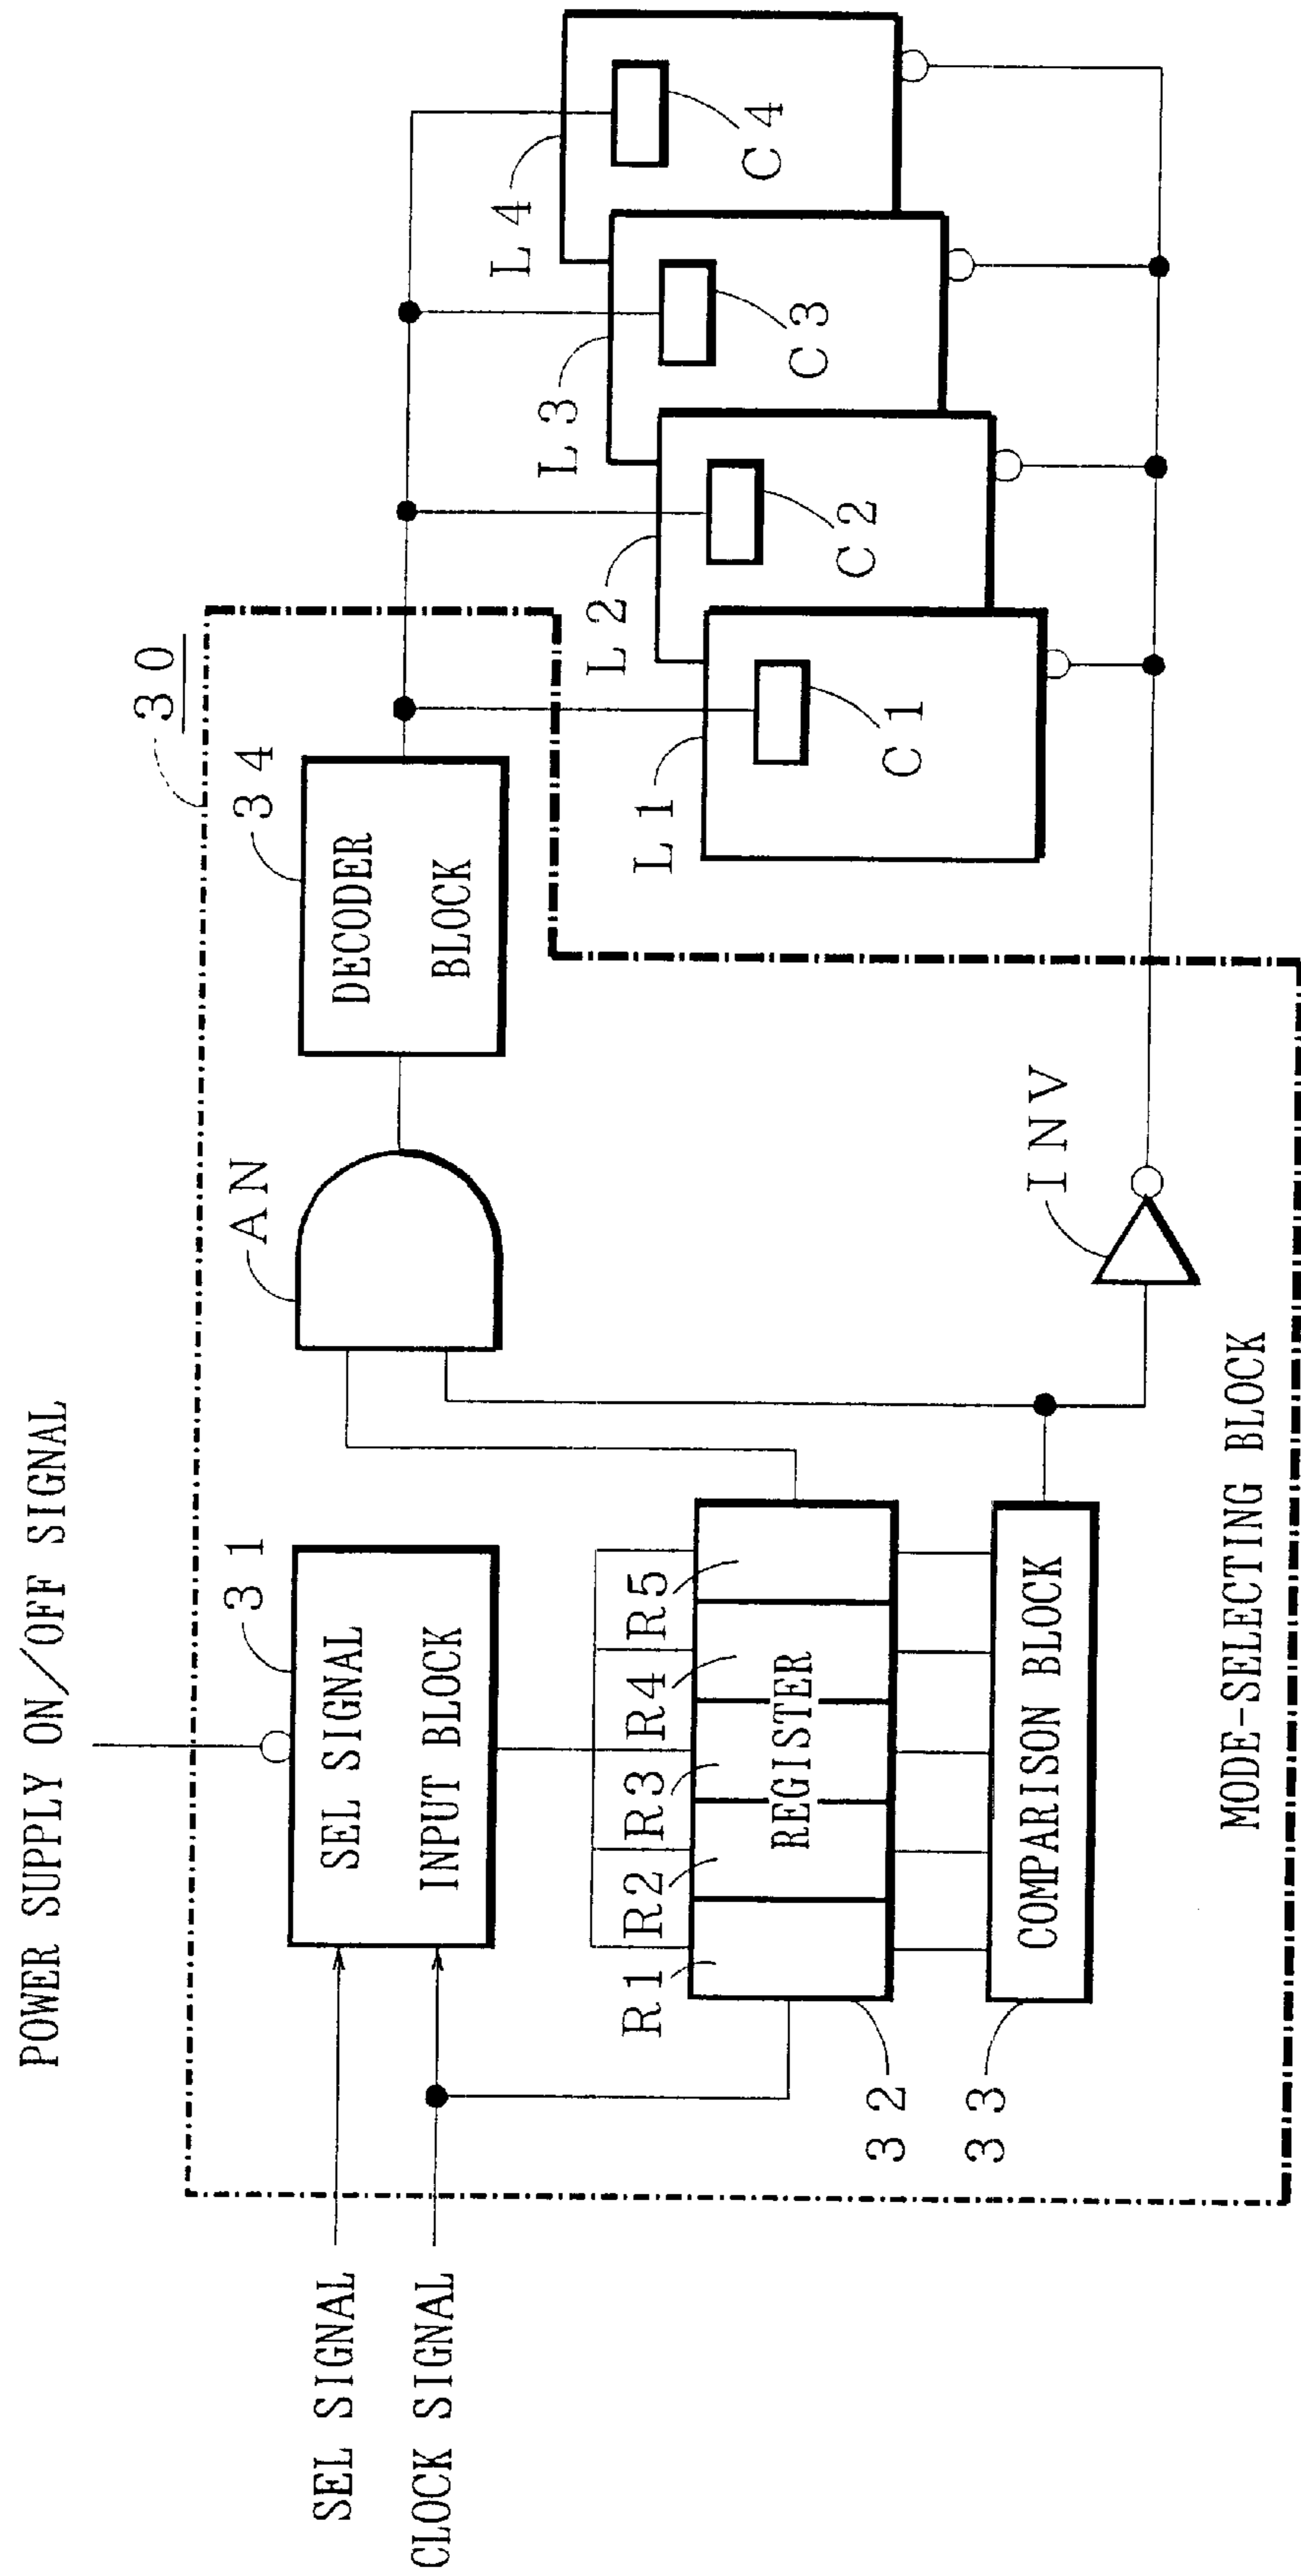 POWER SUPPLY ON/OFF SIGNAL
30
31
SEL SIGNAL
INPUT BLOCK
AN
34
DECODER
BLOCK
SEL SIGNAL
CLOCK SIGNAL
L4
L3
L2
L1
C4
C3
C2
C1
R1
R2
R3
R4
R5
REGISTER
32
COMPARISON BLOCK
33
INV
MODE-SELECTING BLOCK